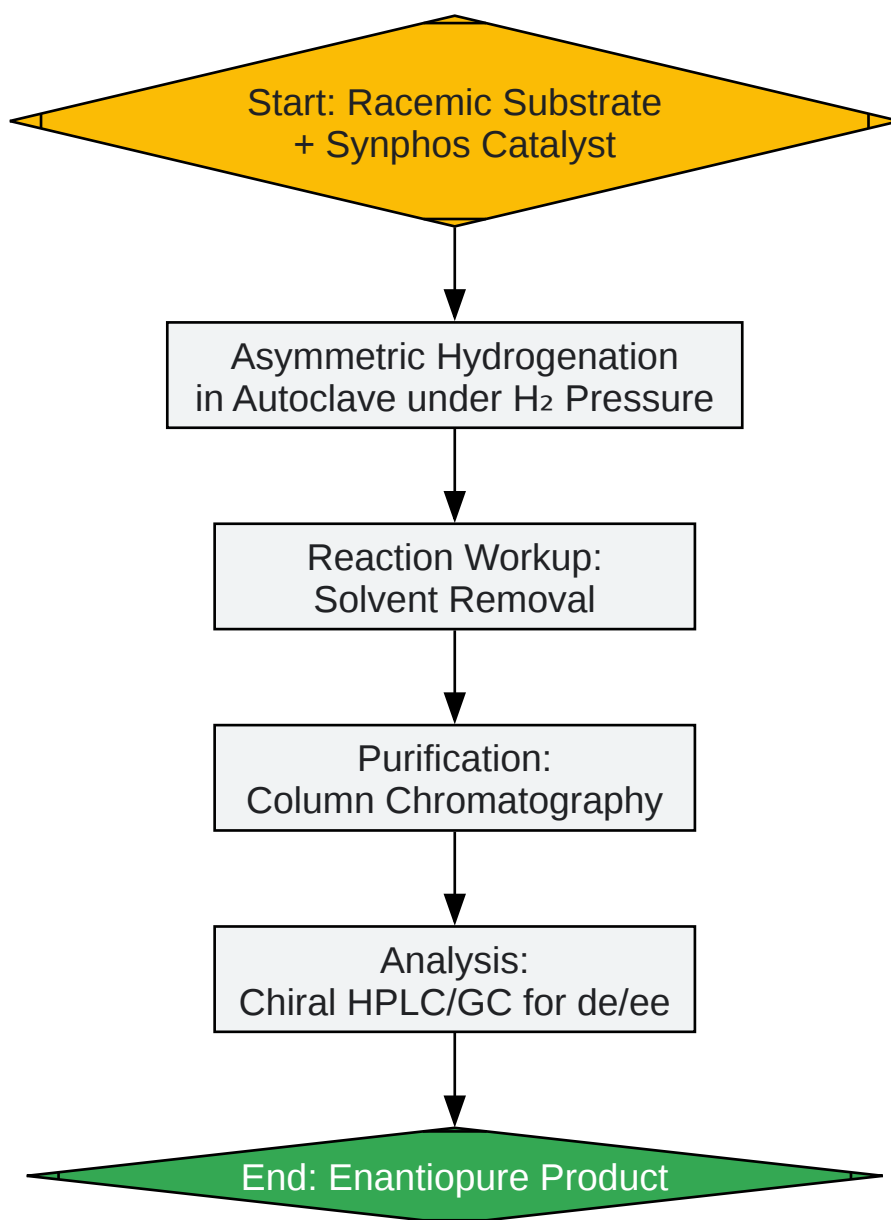 Start: Racemic Substrate
+ Synphos Catalyst
Asymmetric Hydrogenation
in Autoclave under H₂ Pressure
Reaction Workup:
Solvent Removal
Purification:
Column Chromatography
Analysis:
Chiral HPLC/GC for de/ee
End: Enantiopure Product